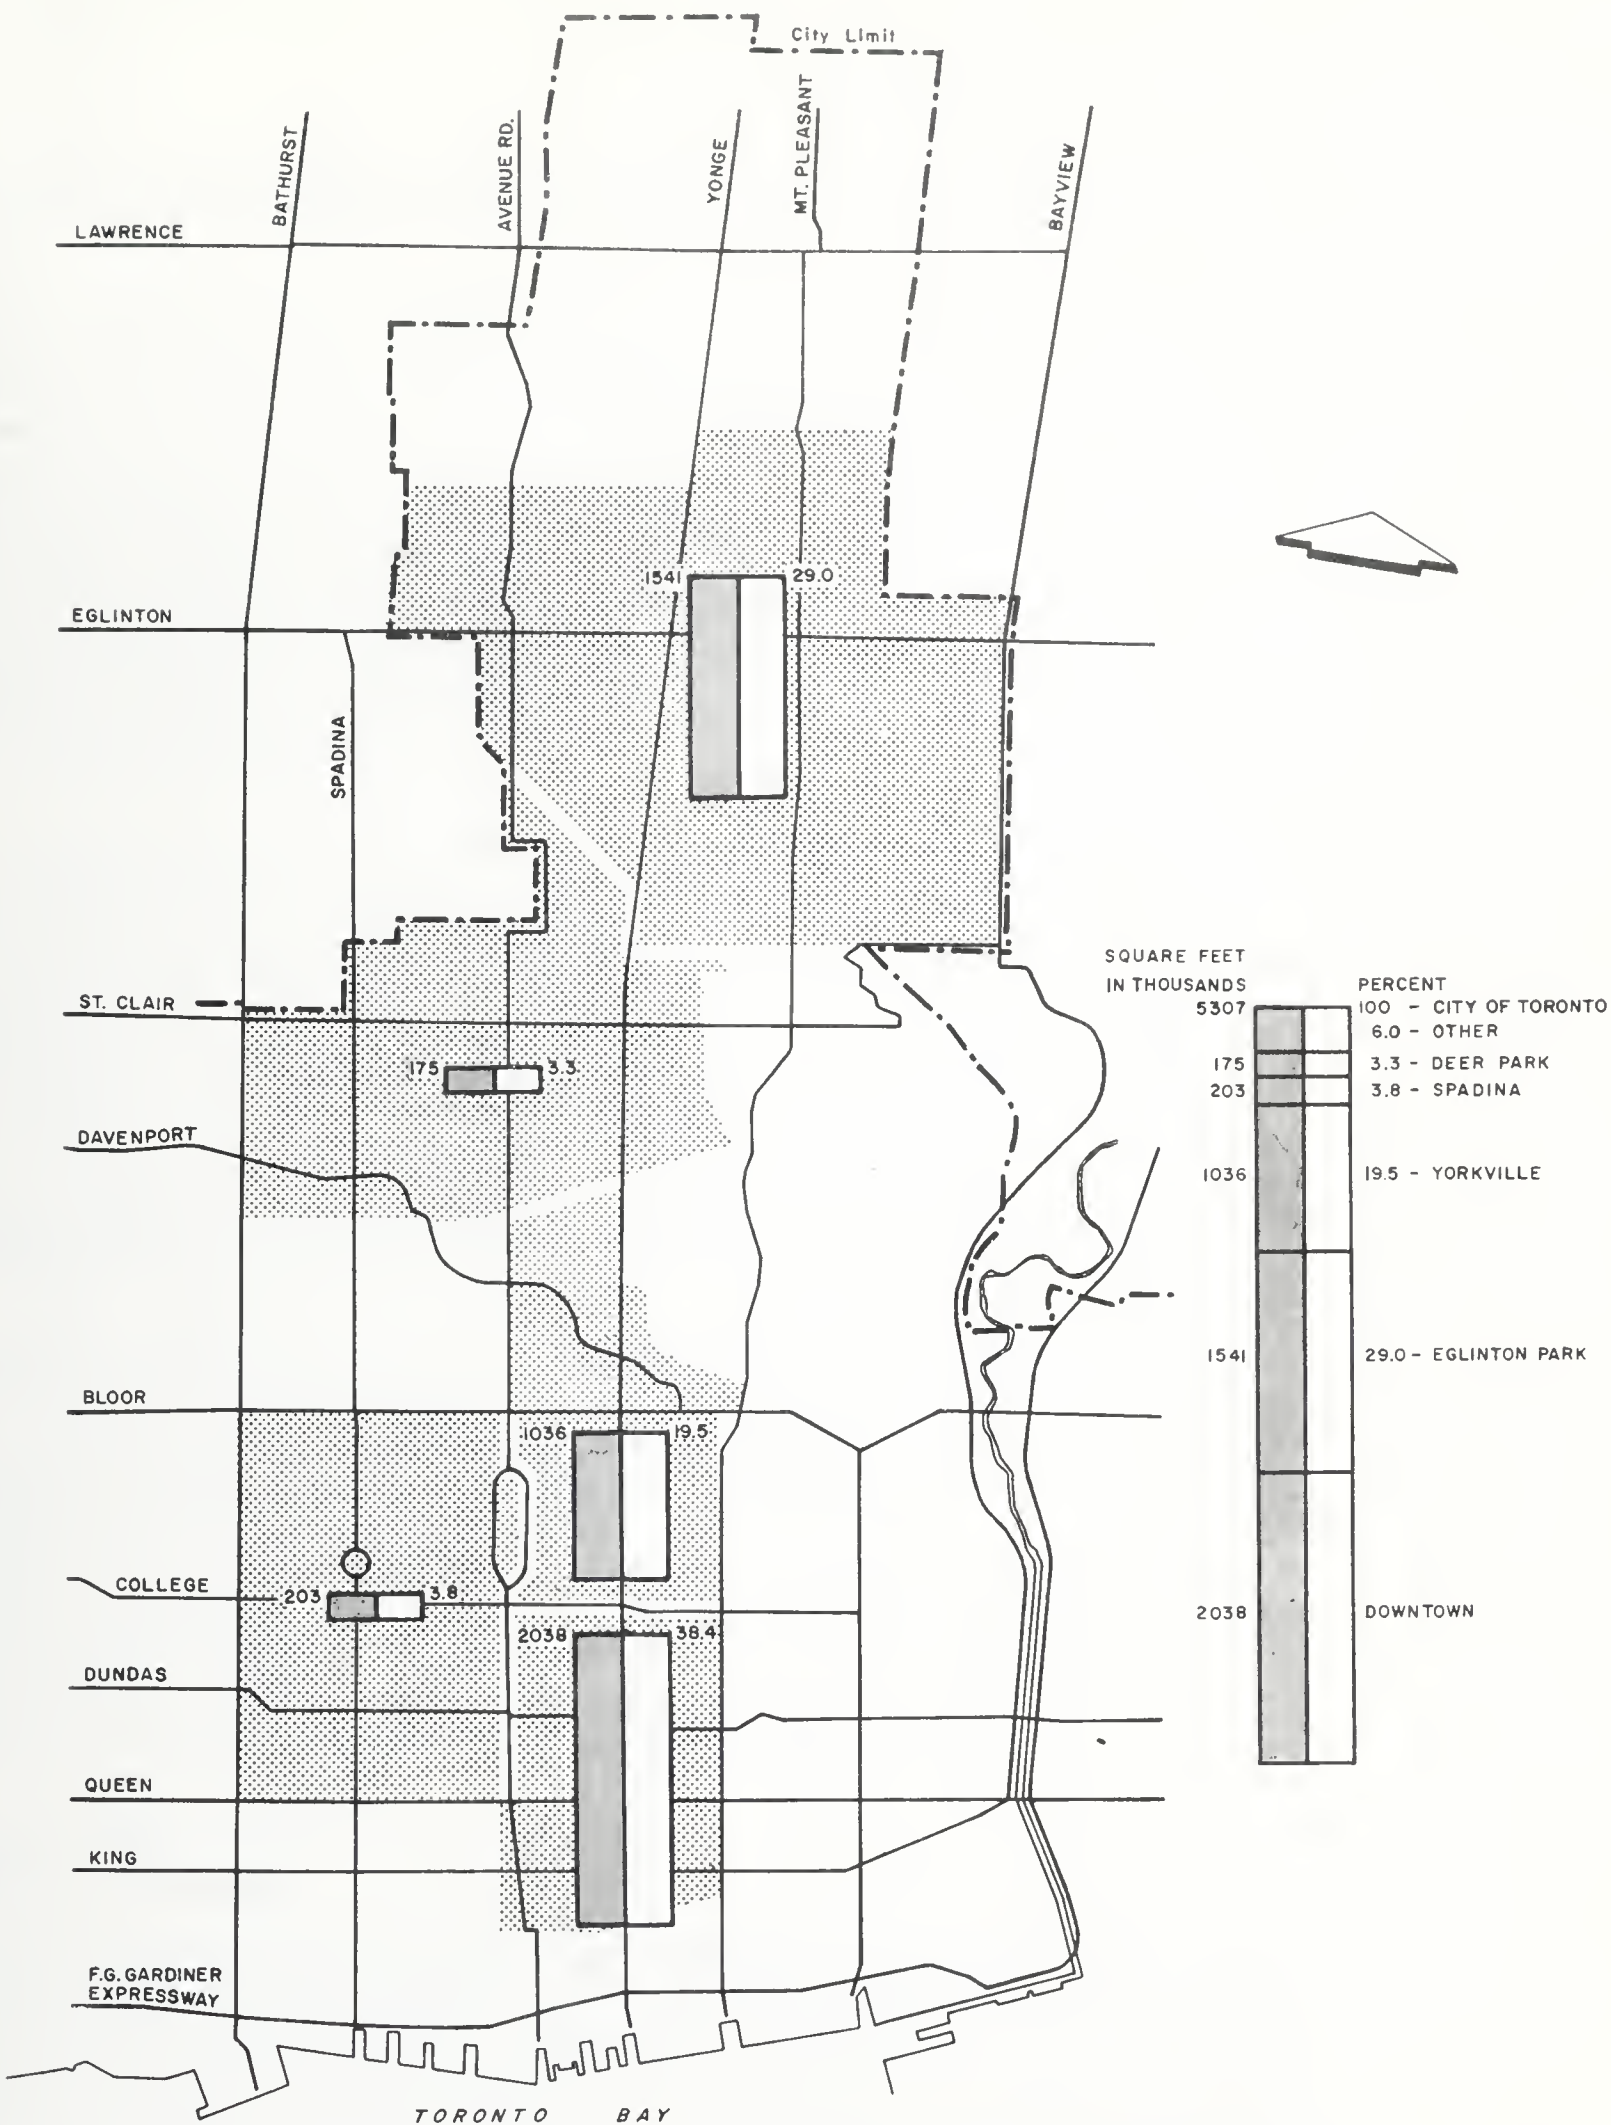 City Limit
BATHURST
AVENUE RD.
YONGE
MT. PLEASANT
BAYVIEW
LAWRENCE
1541 29.0
EGLINTON
SPADINA
SQUARE FEET
IN THOUSANDS PERCENT
5307 100 - CITY OF TORONTO
6.0 - OTHER
175 3.3 - DEER PARK
203 3.8 - SPADINA
1036 19.5 - YORKVILLE
1541 29.0 - EGLINTON PARK
2038 DOWNTOWN
ST. CLAIR
175 3.3
DAVENPORT
BLOOR
1036 19.5
COLLEGE
203 3.8
2038 38.4
DUNDAS
QUEEN
KING
F.G. GARDINER
EXPRESSWAY
TORONTO BAY